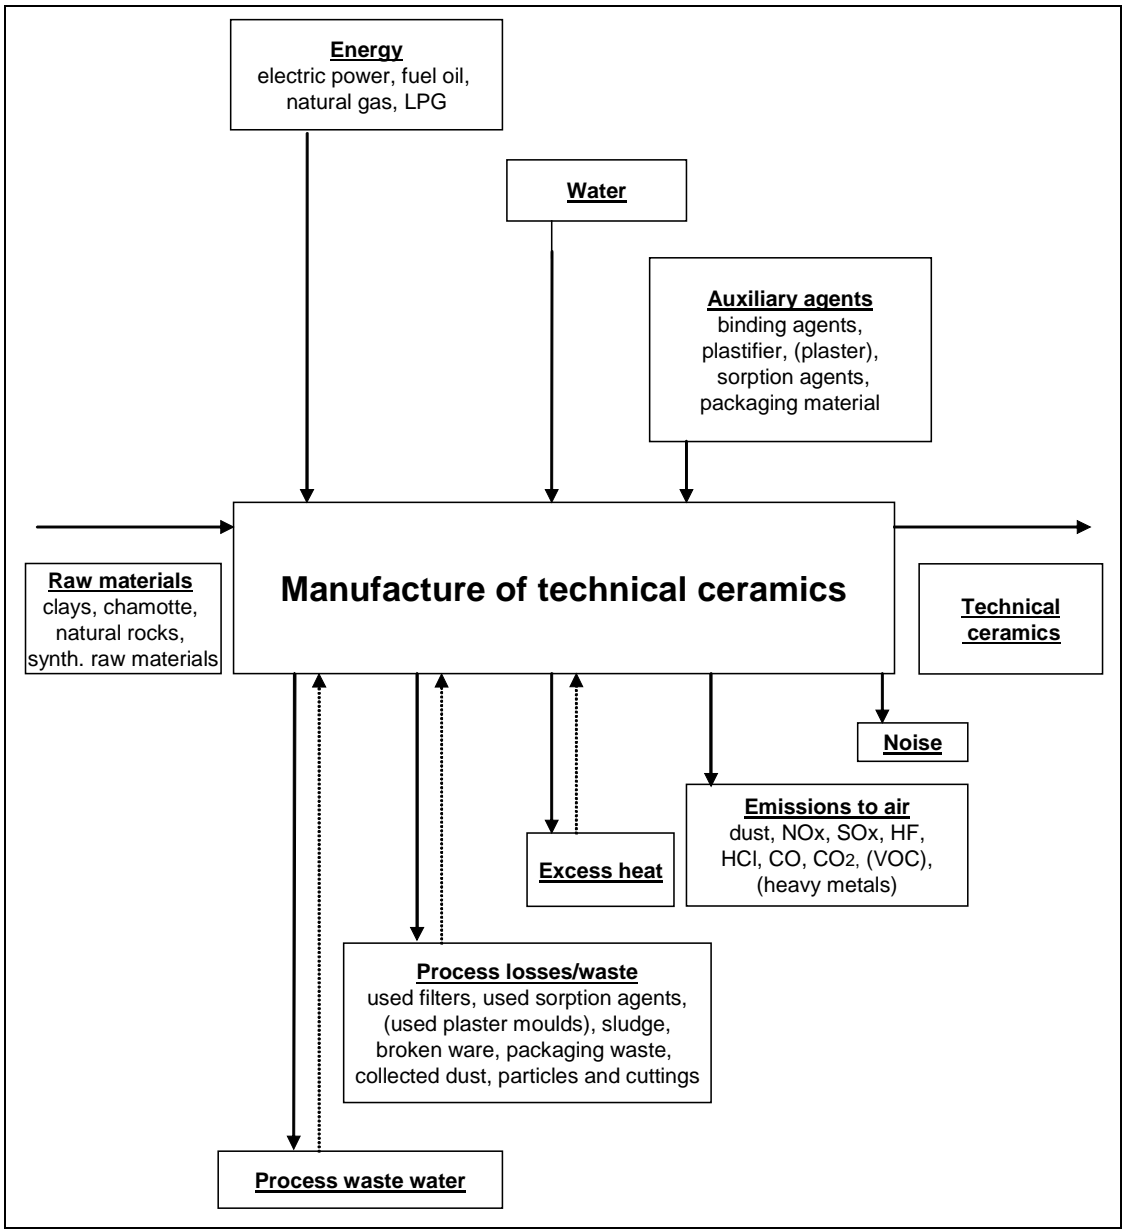 Energy
electric power, fuel oil,
natural gas, LPG
Water
Auxiliary agents
binding agents,
plastifier, (plaster),
sorption agents,
packaging material
Raw materials
clays, chamotte,
natural rocks,
synth. raw materials
Manufacture of technical ceramics
Technical
ceramics
Noise
Emissions to air
dust, NOx, SOx, HF,
HCl, CO, CO2, (VOC),
(heavy metals)
Excess heat
Process losses/waste
used filters, used sorption agents,
(used plaster moulds), sludge,
broken ware, packaging waste,
collected dust, particles and cuttings
Process waste water